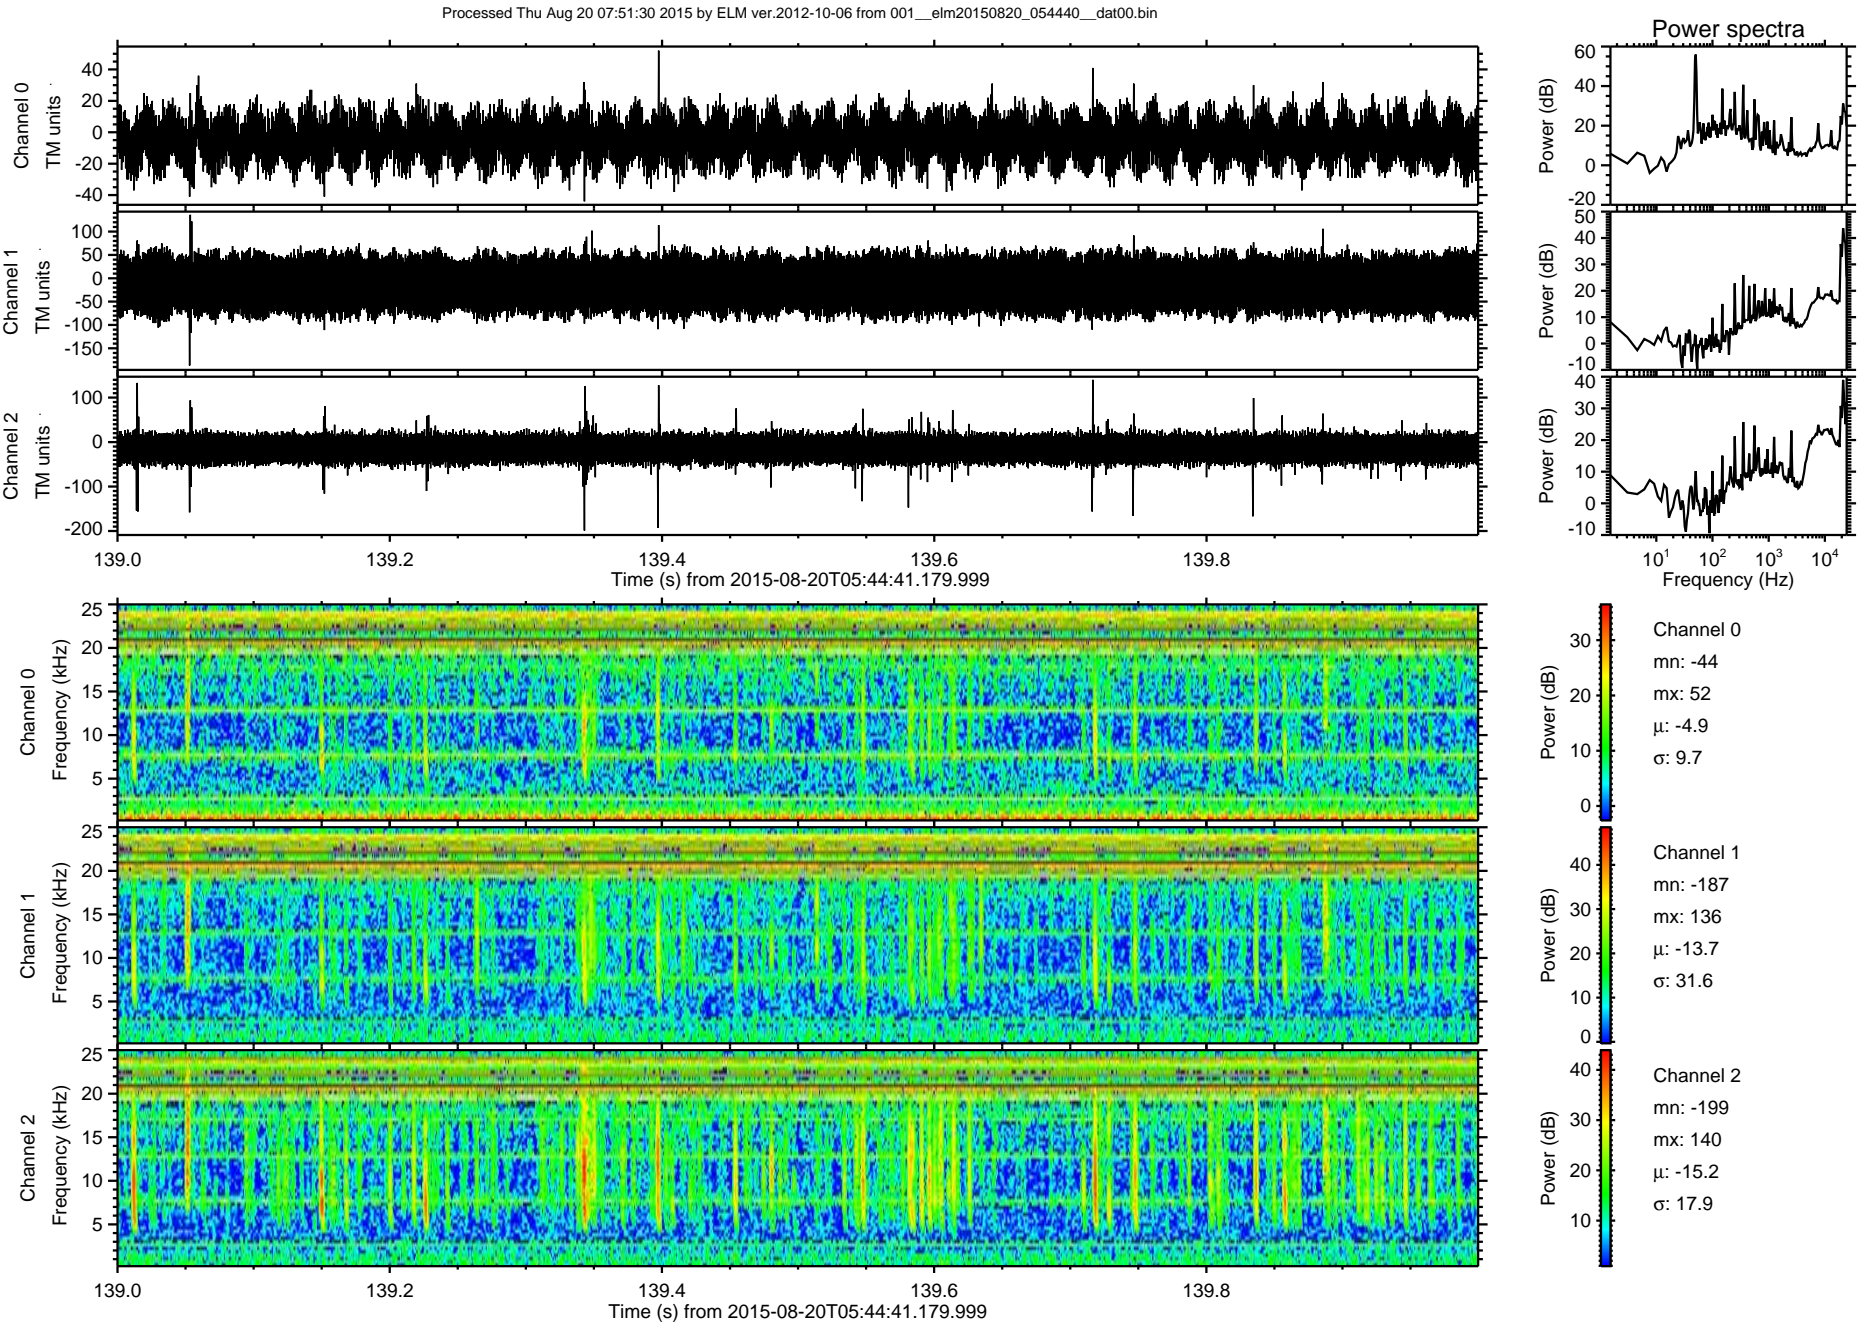 Processed Thu Aug 20 07:51:30 2015 by ELM ver.2012-10-06 from 001__elm20150820_054440__dat00.bin
Power spectra
Channel 0
TM units
40
20
0
-20
-40
Power (dB)
60
40
20
0
-20
Channel 1
TM units
100
50
0
-50
-100
-150
Power (dB)
50
40
30
20
10
0
-10
Channel 2
TM units
100
0
-100
-200
Power (dB)
40
30
20
10
0
-10
139.0 139.2 139.4 139.6 139.8
Time (s) from 2015-08-20T05:44:41.179.999
10¹ 10² 10³ 10⁴
Frequency (Hz)
Channel 0
Frequency (kHz)
25
20
15
10
5
Power (dB)
30
20
10
0
Channel 0
mn: -44
mx: 52
μ: -4.9
σ: 9.7
Channel 1
Frequency (kHz)
25
20
15
10
5
Power (dB)
40
30
20
10
0
Channel 1
mn: -187
mx: 136
μ: -13.7
σ: 31.6
Channel 2
Frequency (kHz)
25
20
15
10
5
Power (dB)
40
30
20
10
Channel 2
mn: -199
mx: 140
μ: -15.2
σ: 17.9
139.0 139.2 139.4 139.6 139.8
Time (s) from 2015-08-20T05:44:41.179.999